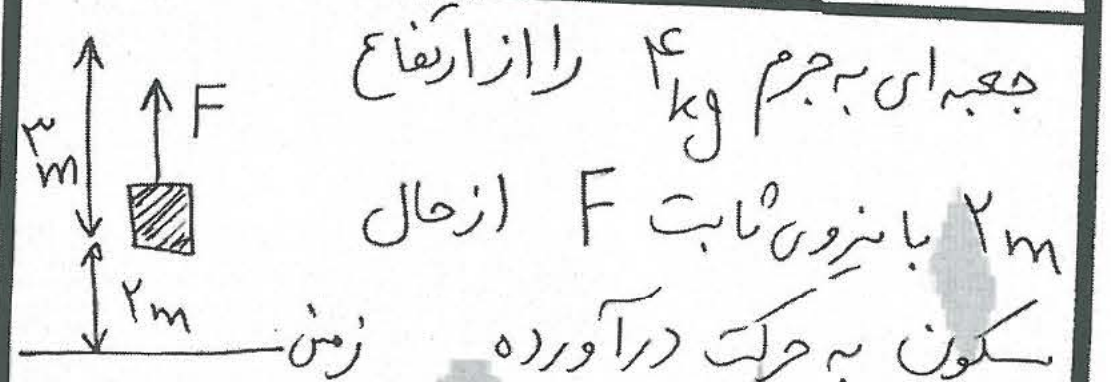 جعبه ای به جرم ۴kg را از ارتفاع
۲m با نیروی ثابت F از حال
سکون به حرکت درآورده
F
۳m
۲m
زمین